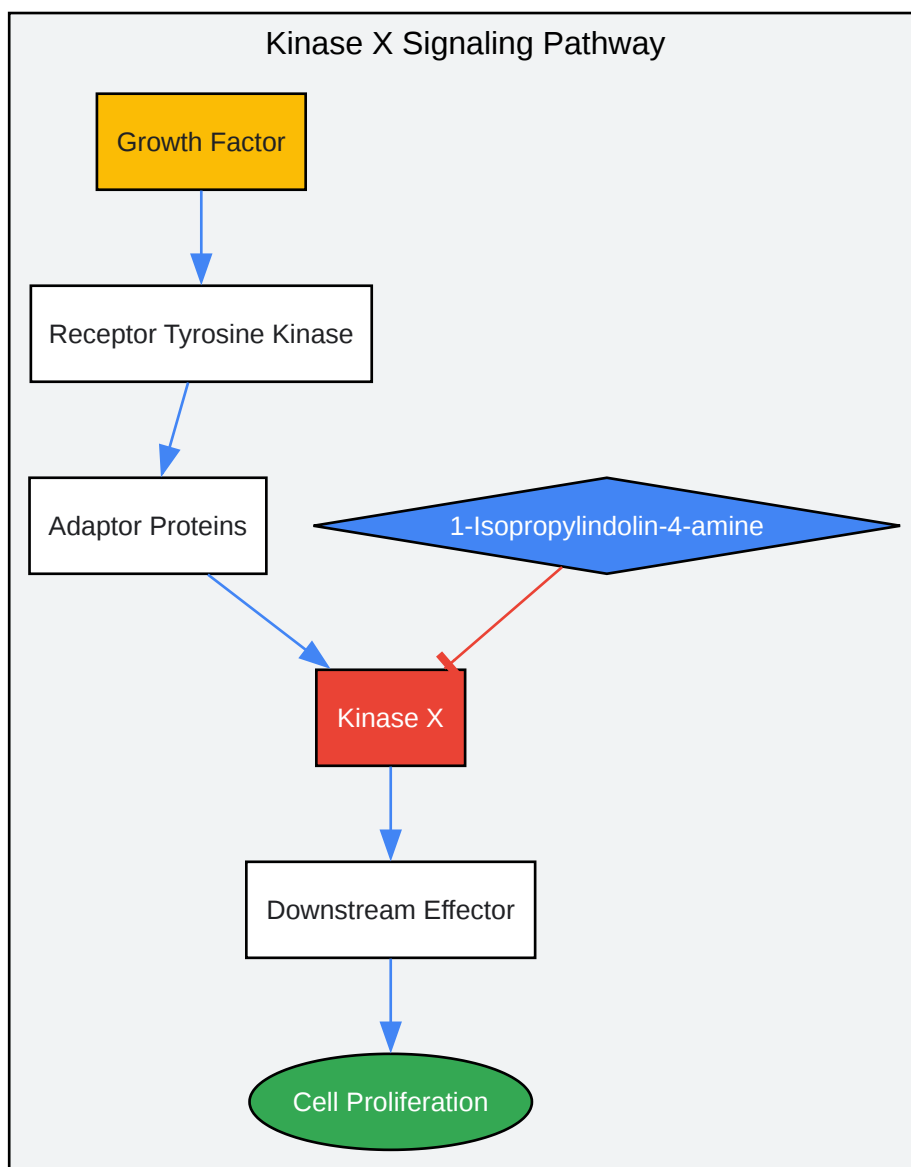 Kinase X Signaling Pathway
Growth Factor
Receptor Tyrosine Kinase
Adaptor Proteins
1-Isopropylindolin-4-amine
Kinase X
Downstream Effector
Cell Proliferation